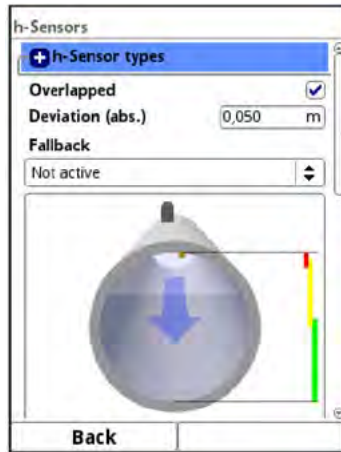 h-Sensors
h-Sensor types
Overlapped
Deviation (abs.) 0,050 m
Fallback
Not active
Back